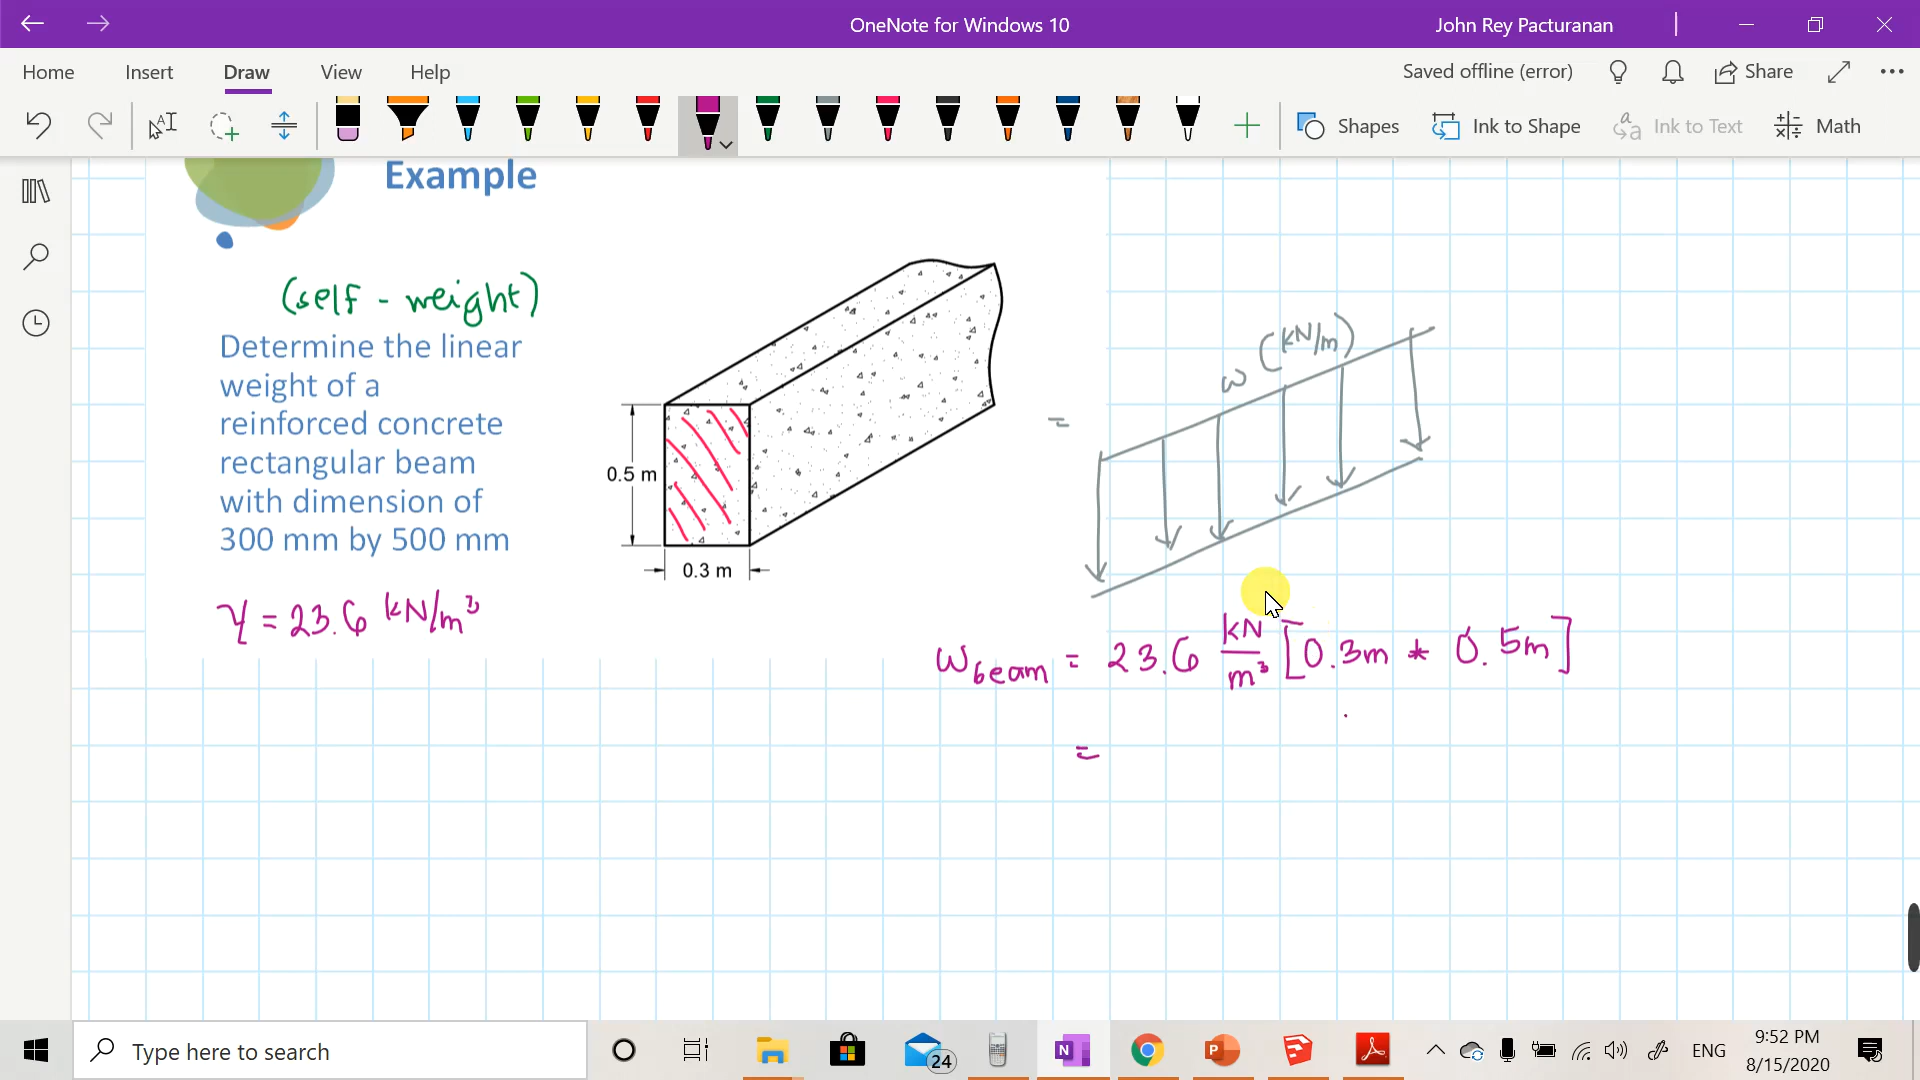 OneNote for Windows 10
John Rey Pacturanan
Home Insert Draw View Help
Saved offline (error) Share
Shapes Ink to Shape Ink to Text Math
Example
(self - weight)
Determine the linear
weight of a
reinforced concrete
rectangular beam
with dimension of
300 mm by 500 mm
0.5 m
0.3 m
ω (kN/m)
=
γ = 23.6 kN/m³
W beam = 23.6 kN/m³ [0.3m * 0.5m]
=
Type here to search
24
ENG
9:52 PM
8/15/2020